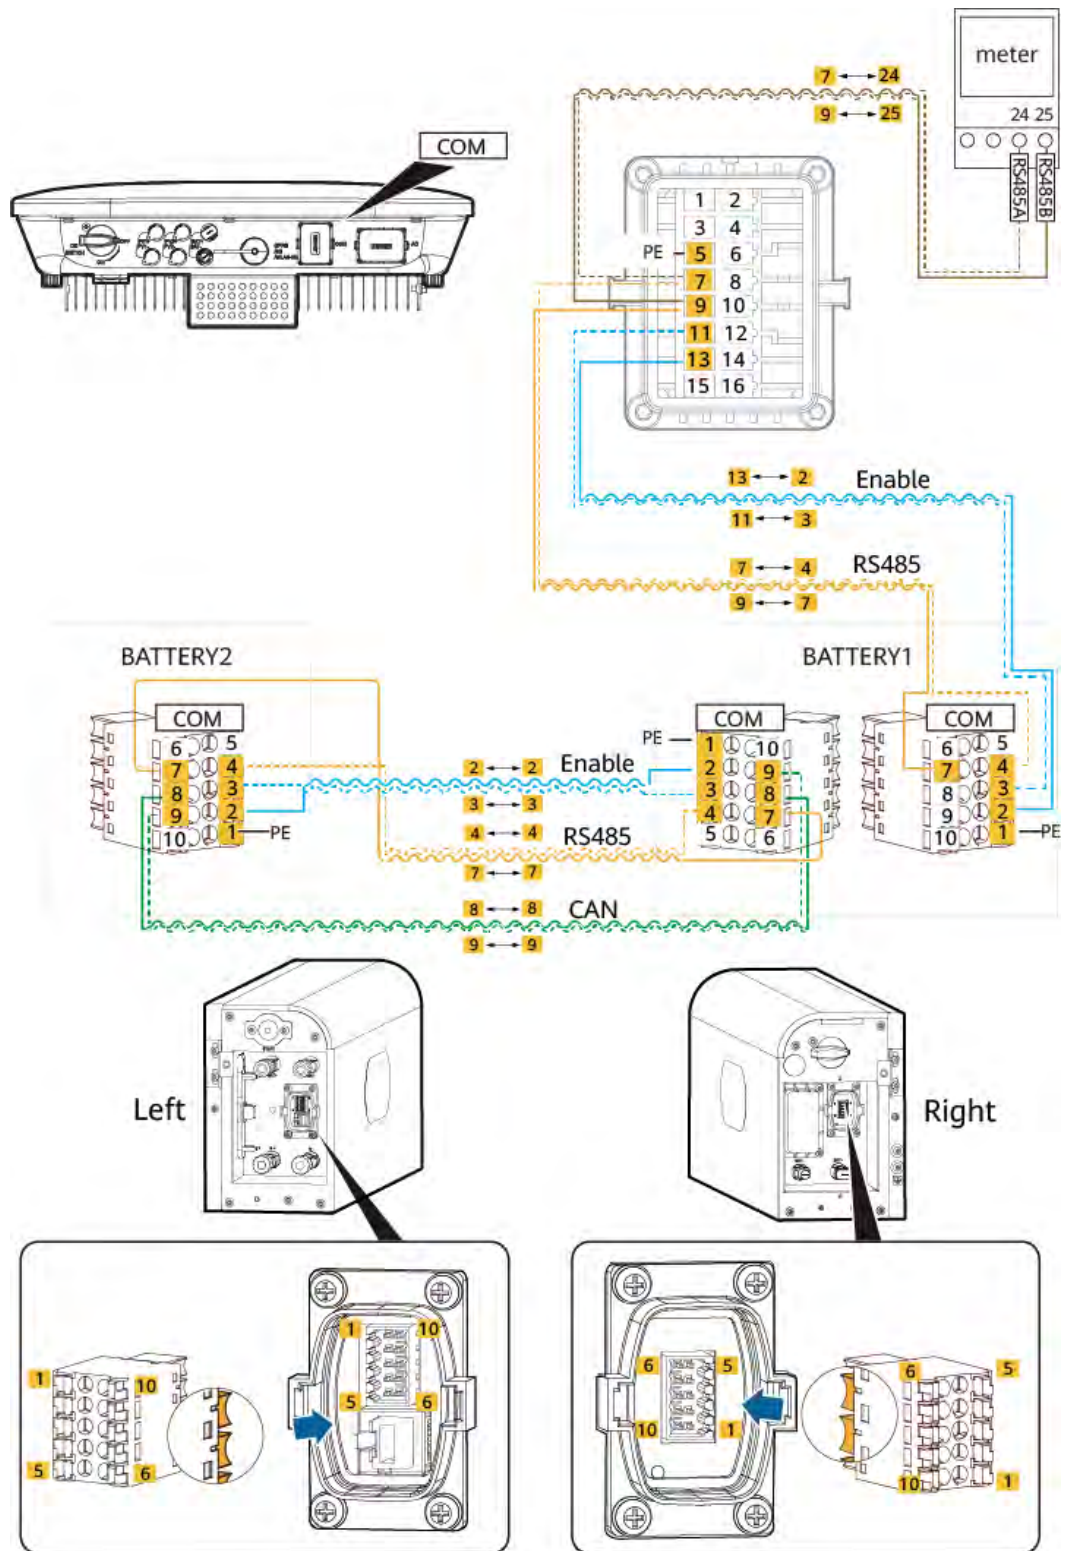 meter
7 ↔ 24
9 ↔ 25
24 25
RS485A
RS485B
COM
1 2
3 4
PE 5 6
7 8
9 10
11 12
13 14
15 16
13 ↔ 2
Enable
11 ↔ 3
7 ↔ 4
RS485
9 ↔ 7
BATTERY2
BATTERY1
COM
6 5
7 4
8 3
9 2
10 1 PE
2 ↔ 2
Enable
3 ↔ 3
4 ↔ 4
RS485
7 ↔ 7
8 ↔ 8
CAN
9 ↔ 9
COM
PE 1 10
2 9
3 8
4 7
5 6
COM
6 5
7 4
8 3
9 2
10 1 PE
Left
Right
1 10
5 6
1 10
5 6
6 5
10 1
6 5
10 1